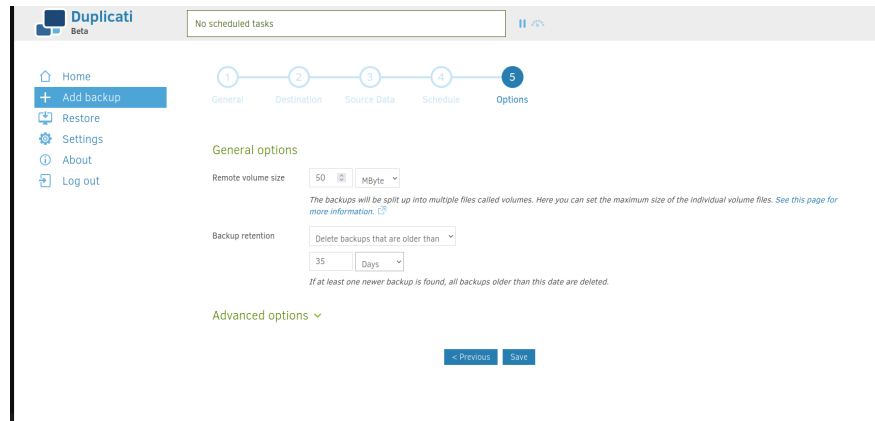 Duplicati
Beta
No scheduled tasks
Home
Add backup
Restore
Settings
About
Log out
1 2 3 4 5
General Destination Source Data Schedule Options
General options
Remote volume size 50 MByte
The backups will be split up into multiple files called volumes. Here you can set the maximum size of the individual volume files. See this page for
more information.
Backup retention Delete backups that are older than
35 Days
If at least one newer backup is found, all backups older than this date are deleted.
Advanced options
< Previous Save